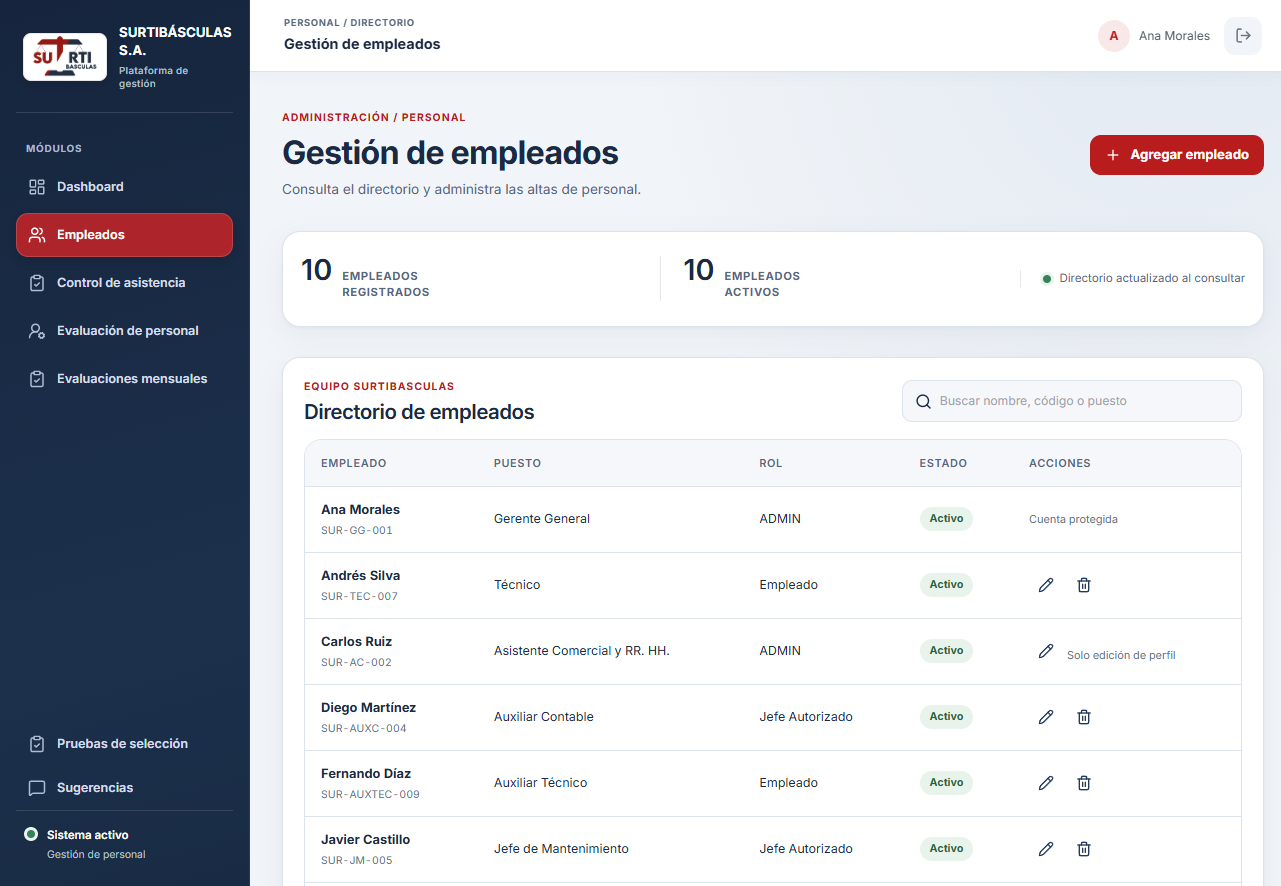 SURTI
BASCULAS
SURTIBÁSCULAS
S.A.
Plataforma de
gestión
MÓDULOS
Dashboard
Empleados
Control de asistencia
Evaluación de personal
Evaluaciones mensuales
Pruebas de selección
Sugerencias
Sistema activo
Gestión de personal
PERSONAL / DIRECTORIO
Gestión de empleados
A Ana Morales
ADMINISTRACIÓN / PERSONAL
Gestión de empleados
Consulta el directorio y administra las altas de personal.
+ Agregar empleado
10 EMPLEADOS
REGISTRADOS
10 EMPLEADOS
ACTIVOS
Directorio actualizado al consultar
EQUIPO SURTIBASCULAS
Directorio de empleados
Buscar nombre, código o puesto
EMPLEADO PUESTO ROL ESTADO ACCIONES
Ana Morales
SUR-GG-001
Gerente General ADMIN Activo Cuenta protegida
Andrés Silva
SUR-TEC-007
Técnico Empleado Activo
Carlos Ruiz
SUR-AC-002
Asistente Comercial y RR. HH. ADMIN Activo Solo edición de perfil
Diego Martínez
SUR-AUXC-004
Auxiliar Contable Jefe Autorizado Activo
Fernando Díaz
SUR-AUXTEC-009
Auxiliar Técnico Empleado Activo
Javier Castillo
SUR-JM-005
Jefe de Mantenimiento Jefe Autorizado Activo